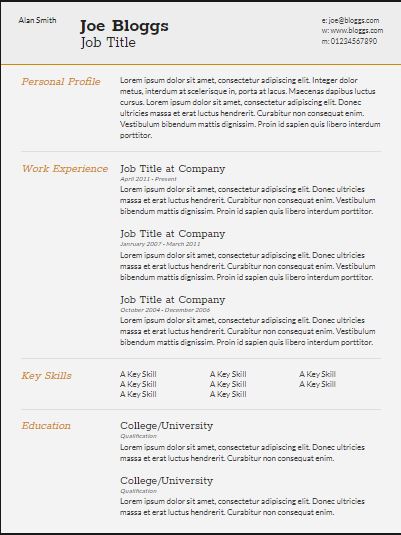 Alan Smith
Joe Bloggs
Job Title
e: joe@bloggs.com
w: www.bloggs.com
m: 01234567890
Personal Profile
Lorem ipsum dolor sit amet, consectetur adipiscing elit. Integer dolor
metus, interdum at scelerisque in, porta at lacus. Maecenas dapibus luctus
cursus. Lorem ipsum dolor sit amet, consectetur adipiscing elit. Donec
ultricies massa et erat luctus hendrerit. Curabitur non consequat enim.
Vestibulum bibendum mattis dignissim. Proin id sapien quis libero interdum
porttitor.
Work Experience
Job Title at Company
April 2011 - Present
Lorem ipsum dolor sit amet, consectetur adipiscing elit. Donec ultricies
massa et erat luctus hendrerit. Curabitur non consequat enim. Vestibulum
bibendum mattis dignissim. Proin id sapien quis libero interdum porttitor.
Job Title at Company
Janruary 2007 - March 2011
Lorem ipsum dolor sit amet, consectetur adipiscing elit. Donec ultricies
massa et erat luctus hendrerit. Curabitur non consequat enim. Vestibulum
bibendum mattis dignissim. Proin id sapien quis libero interdum porttitor.
Job Title at Company
October 2004 - December 2006
Lorem ipsum dolor sit amet, consectetur adipiscing elit. Donec ultricies
massa et erat luctus hendrerit. Curabitur non consequat enim. Vestibulum
bibendum mattis dignissim. Proin id sapien quis libero interdum porttitor.
Key Skills
A Key Skill A Key Skill A Key Skill
A Key Skill A Key Skill A Key Skill
A Key Skill A Key Skill
Education
College/University
Qualification
Lorem ipsum dolor sit amet, consectetur adipiscing elit. Donec ultricies
massa et erat luctus hendrerit. Curabitur non consequat enim.
College/University
Qualification
Lorem ipsum dolor sit amet, consectetur adipiscing elit. Donec ultricies
massa et erat luctus hendrerit. Curabitur non consequat enim.